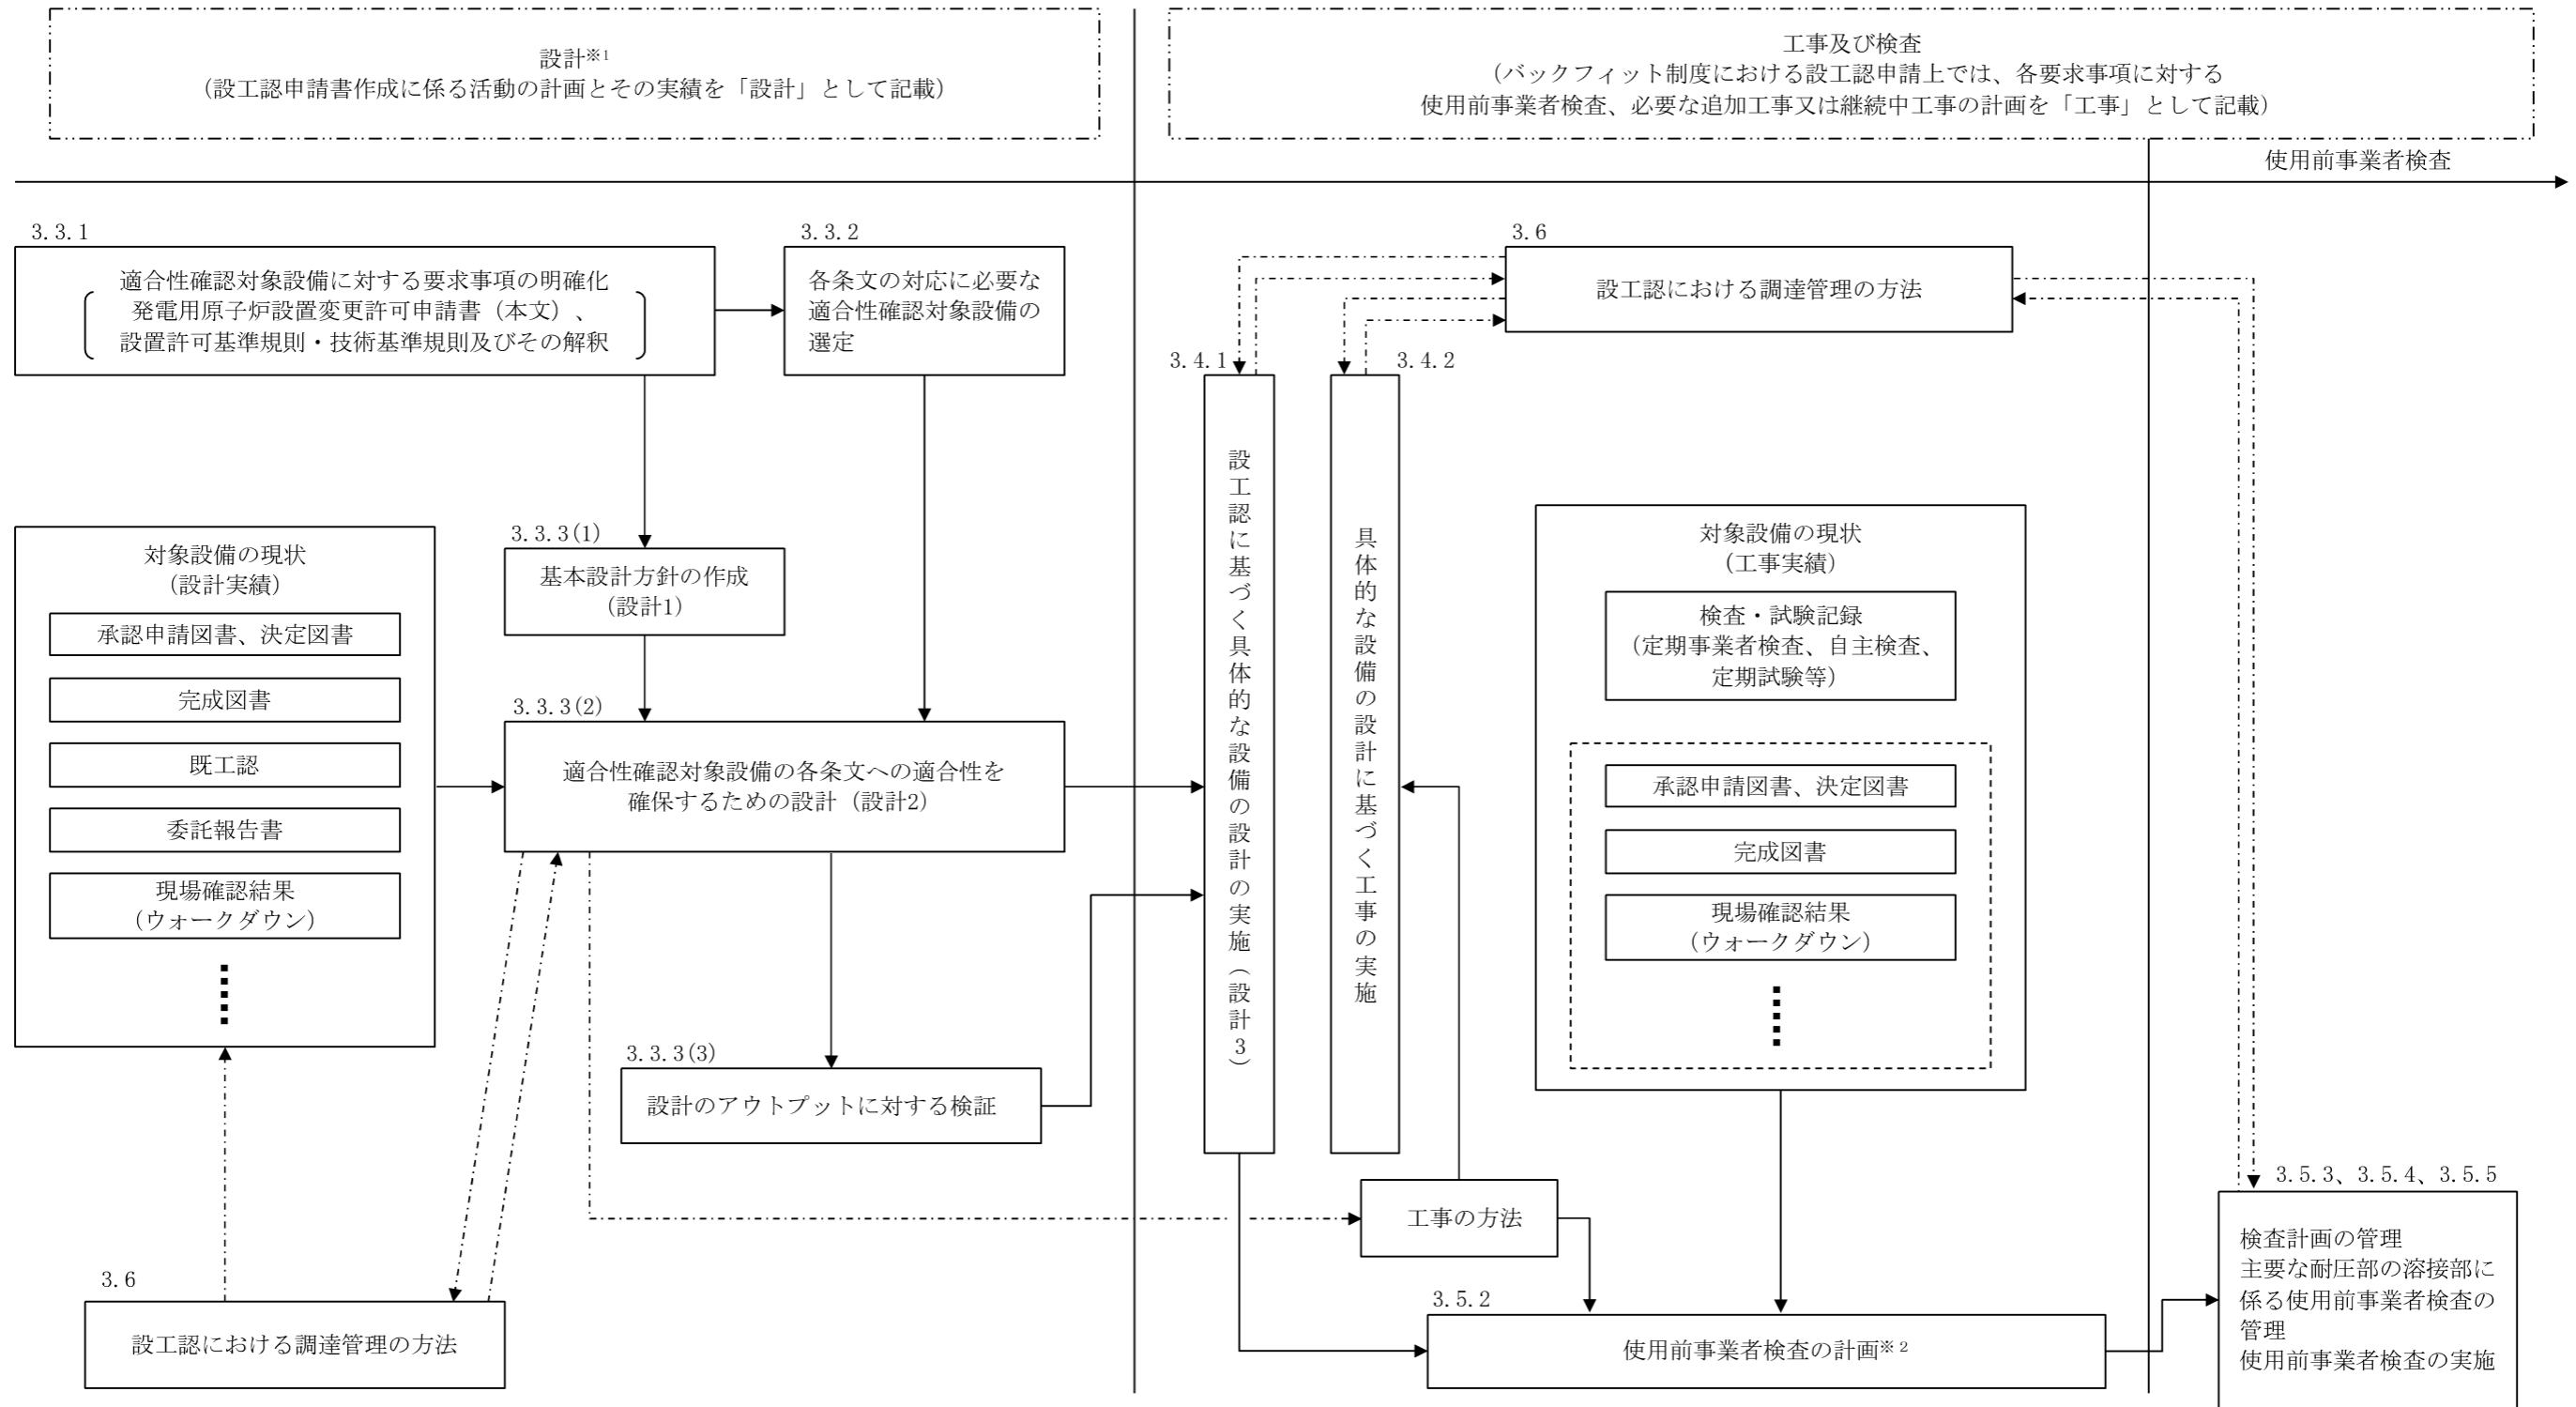 設計※1
（設工認申請書作成に係る活動の計画とその実績を「設計」として記載）
工事及び検査
（バックフィット制度における設工認申請上では、各要求事項に対する
使用前事業者検査、必要な追加工事又は継続中工事の計画を「工事」として記載）
使用前事業者検査
3.3.1
適合性確認対象設備に対する要求事項の明確化
発電用原子炉設置変更許可申請書（本文）、
設置許可基準規則・技術基準規則及びその解釈
3.3.2
各条文の対応に必要な
適合性確認対象設備の
選定
対象設備の現状
（設計実績）
承認申請図書、決定図書
完成図書
既工認
委託報告書
現場確認結果
（ウォークダウン）
3.3.3(1)
基本設計方針の作成
（設計1）
3.3.3(2)
適合性確認対象設備の各条文への適合性を
確保するための設計（設計2）
3.3.3(3)
設計のアウトプットに対する検証
3.6
設工認における調達管理の方法
3.6
設工認における調達管理の方法
3.4.1
設工認に基づく具体的な設備の設計の実施（設計3）
3.4.2
具体的な設備の設計に基づく工事の実施
対象設備の現状
（工事実績）
検査・試験記録
（定期事業者検査、自主検査、
定期試験等）
承認申請図書、決定図書
完成図書
現場確認結果
（ウォークダウン）
工事の方法
3.5.2
使用前事業者検査の計画※2
3.5.3、3.5.4、3.5.5
検査計画の管理
主要な耐圧部の溶接部に
係る使用前事業者検査の
管理
使用前事業者検査の実施